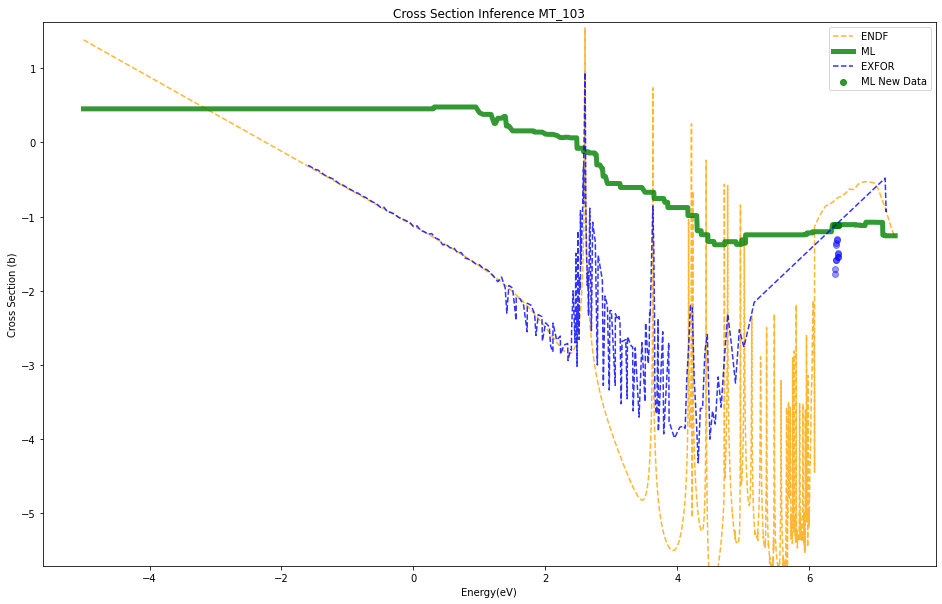 Cross Section Inference MT_103
ENDF
ML
EXFOR
ML New Data
Cross Section (b)
1
0
−1
−2
−3
−4
−5
−4
−2
0
2
4
6
Energy(eV)